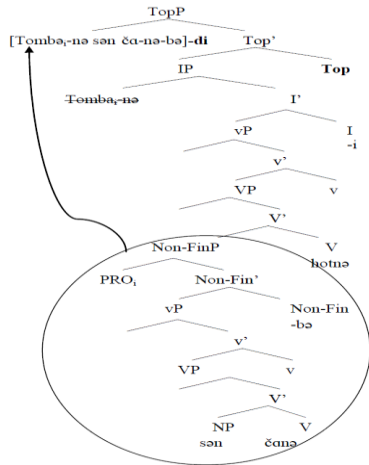 TopP
[Tombəᵢ-nə sən čɑ-nə-bə]-di Top'
IP Top
Tombaᵢ-nə I'
vP I
-i
v'
VP v
V'
Non-FinP V
hotnə
PROᵢ Non-Fin'
vP Non-Fin
-bə
v'
VP v
V'
NP V
sən čɑnə